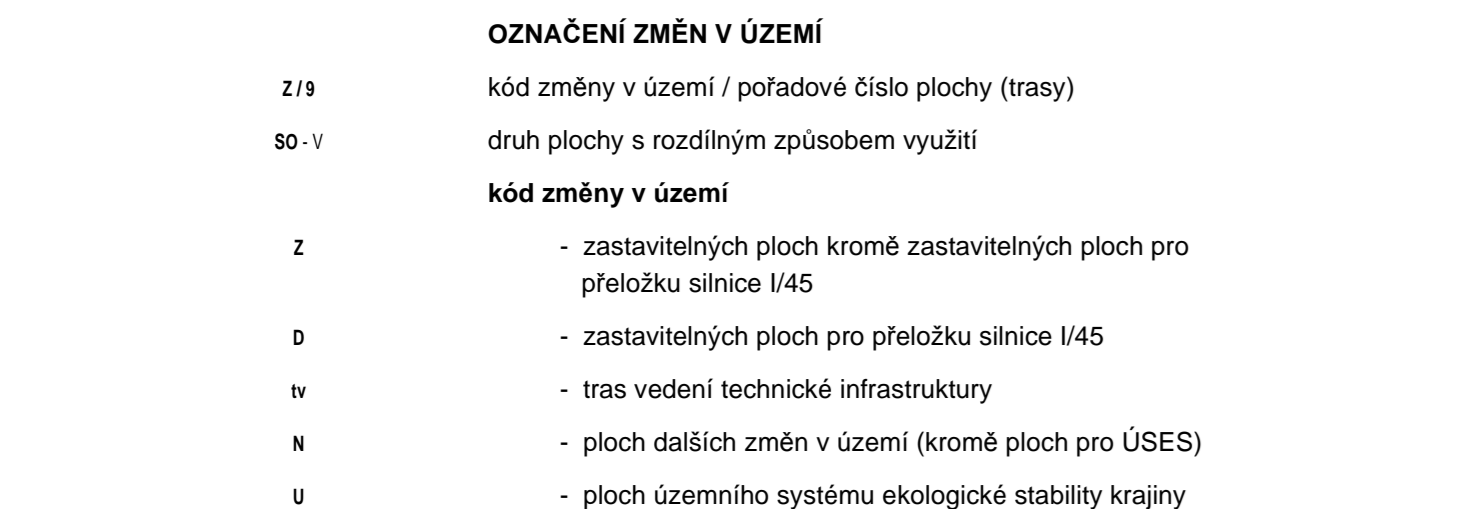 OZNAČENÍ ZMĚN V ÚZEMÍ
Z / 9 kód změny v území / pořadové číslo plochy (trasy)
SO - V druh plochy s rozdílným způsobem využití
kód změny v území
Z - zastavitelných ploch kromě zastavitelných ploch pro
přeložku silnice I/45
D - zastavitelných ploch pro přeložku silnice I/45
tv - tras vedení technické infrastruktury
N - ploch dalších změn v území (kromě ploch pro ÚSES)
U - ploch územního systému ekologické stability krajiny